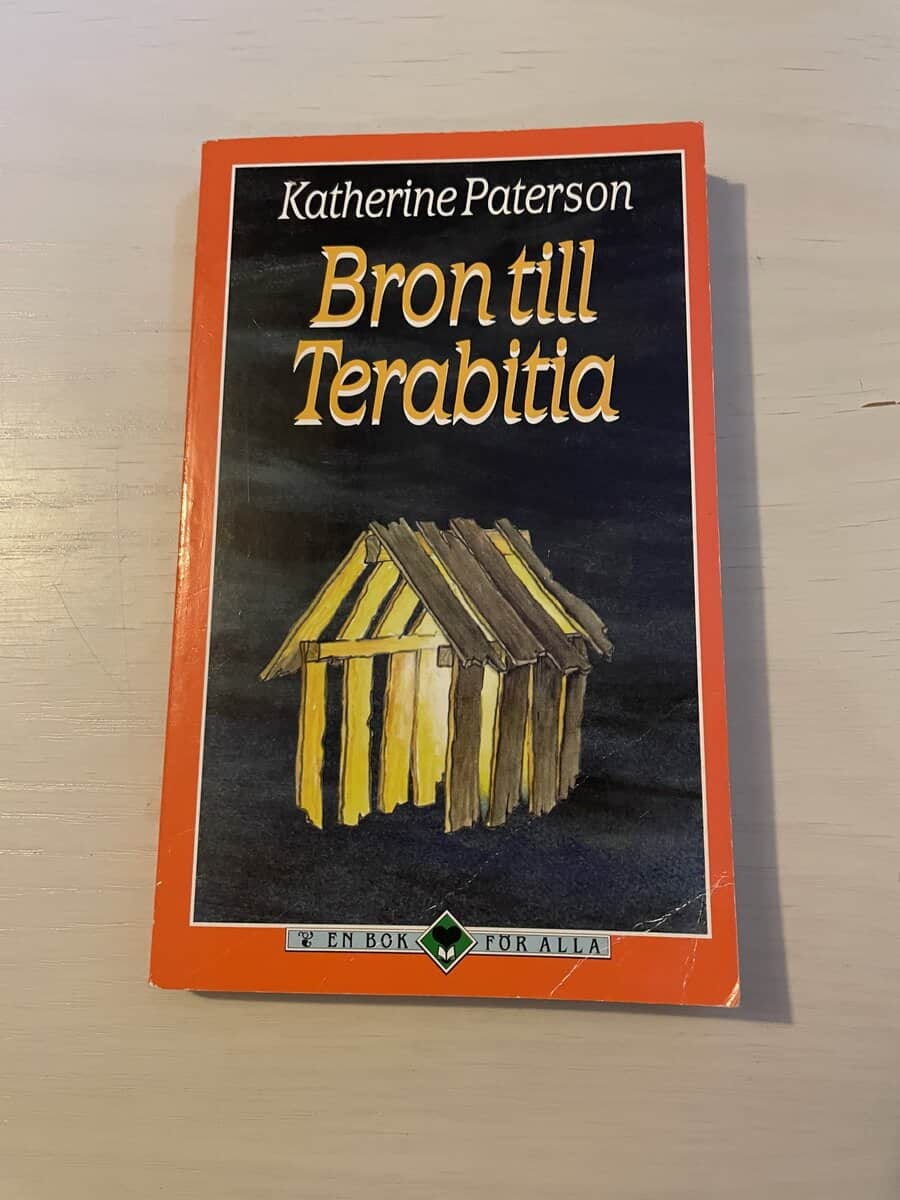 Katherine Paterson
Bron till
Terabitia
EN BOK FÖR ALLA